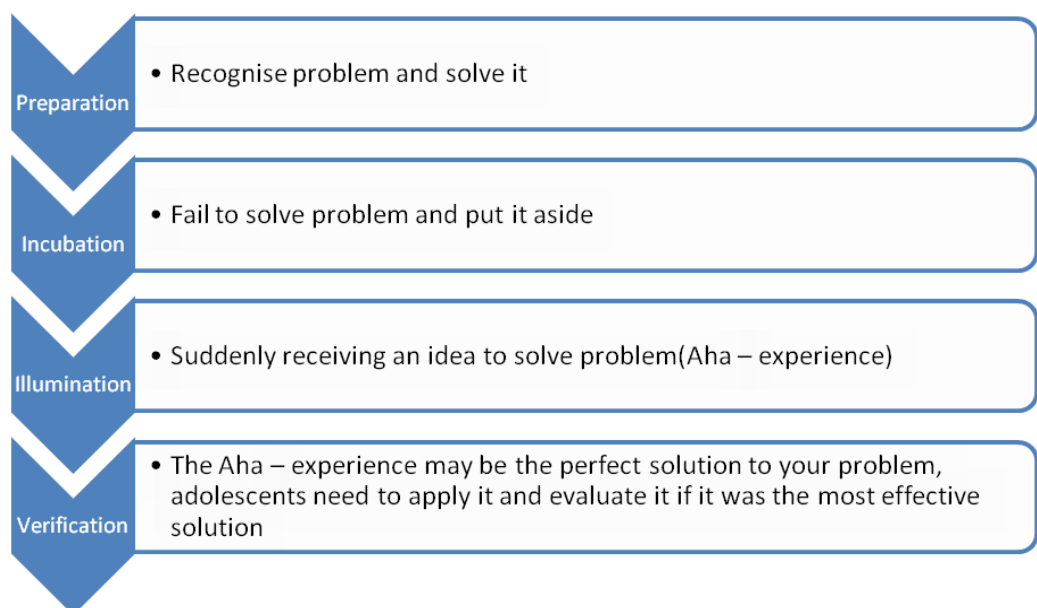 Preparation
• Recognise problem and solve it
Incubation
• Fail to solve problem and put it aside
Illumination
• Suddenly receiving an idea to solve problem(Aha – experience)
Verification
• The Aha – experience may be the perfect solution to your problem,
adolescents need to apply it and evaluate it if it was the most effective
solution